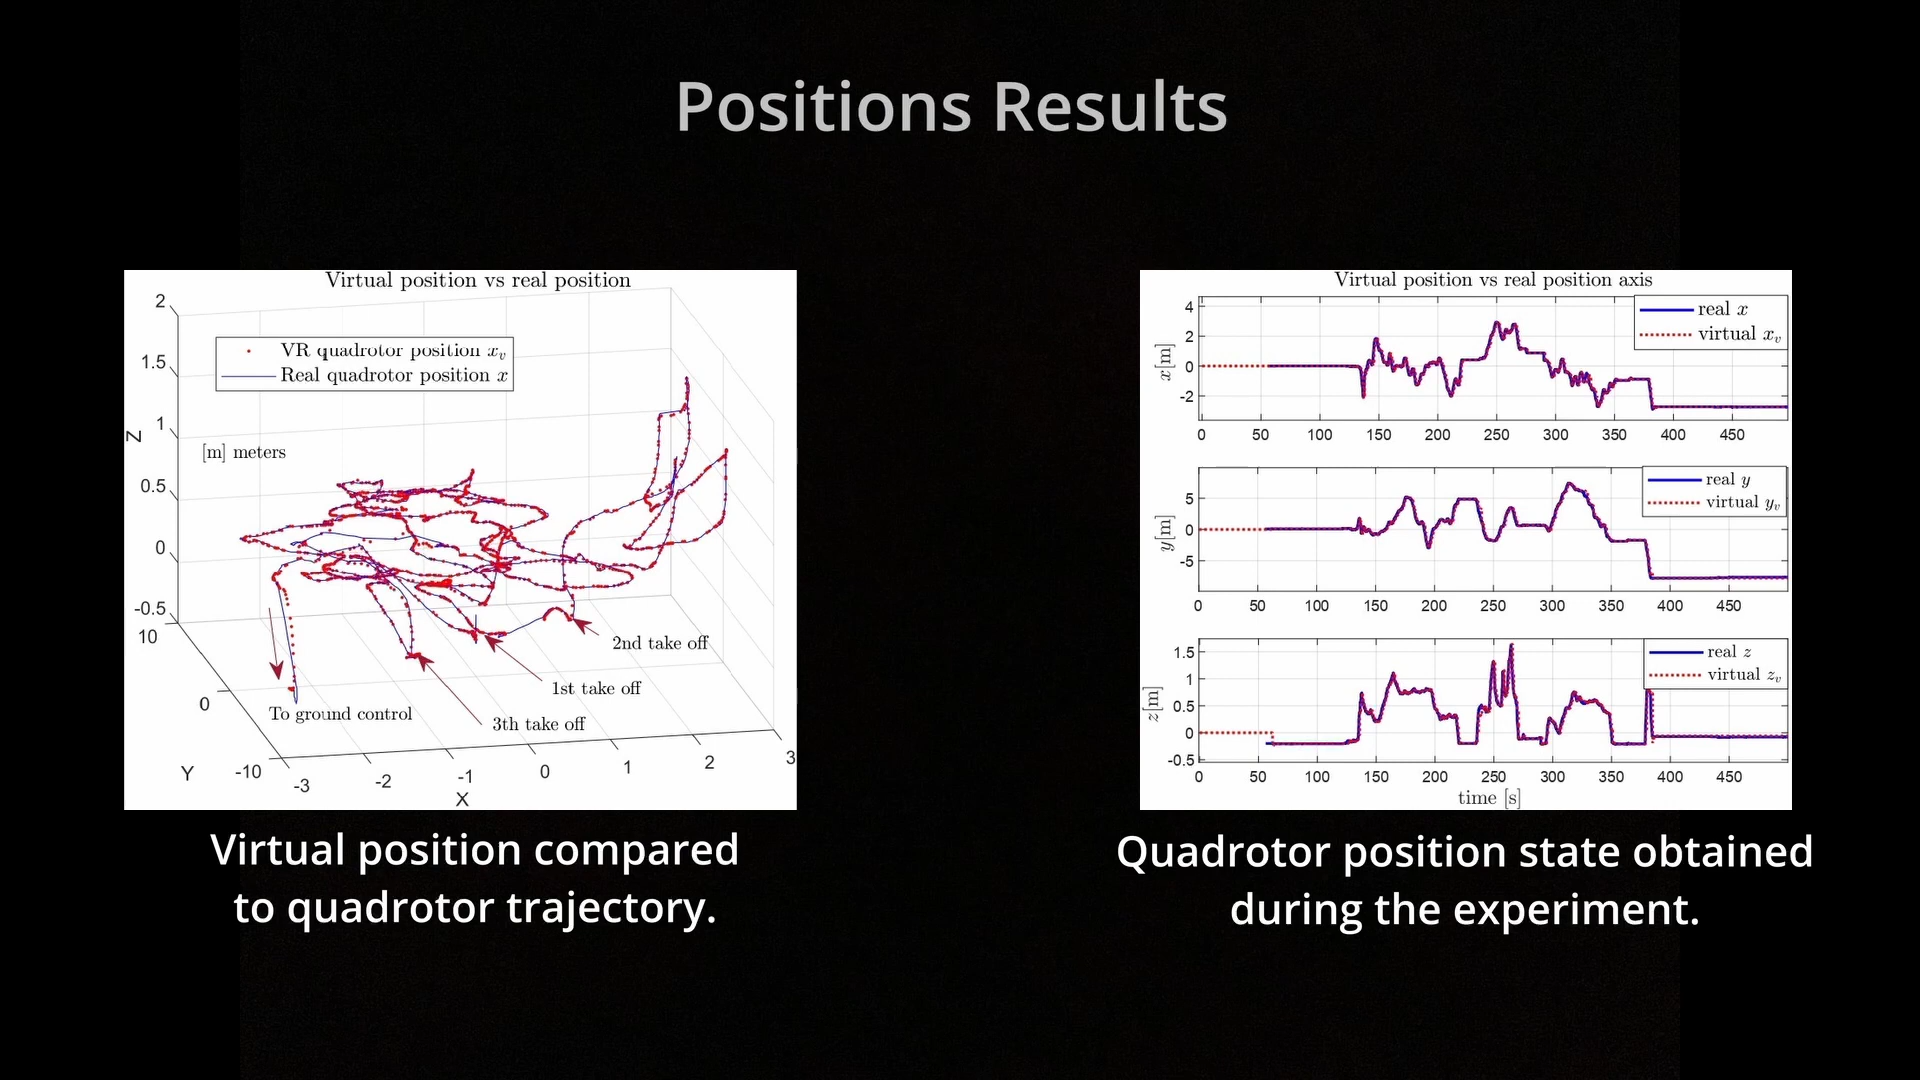 Positions Results
Virtual position vs real position
2
1.5
1
0.5
0
-0.5
Z
VR quadrotor position xᵥ
Real quadrotor position x
[m] meters
2nd take off
1st take off
3th take off
To ground control
10
0
-10
Y
-3
-2
-1
0
1
2
3
X
Virtual position compared
to quadrotor trajectory.
Virtual position vs real position axis
real x
virtual xᵥ
x[m]
4
2
0
-2
0 50 100 150 200 250 300 350 400 450
real y
virtual yᵥ
y[m]
5
0
-5
0 50 100 150 200 250 300 350 400 450
real z
virtual zᵥ
z[m]
1.5
1
0.5
0
-0.5
0 50 100 150 200 250 300 350 400 450
time [s]
Quadrotor position state obtained
during the experiment.